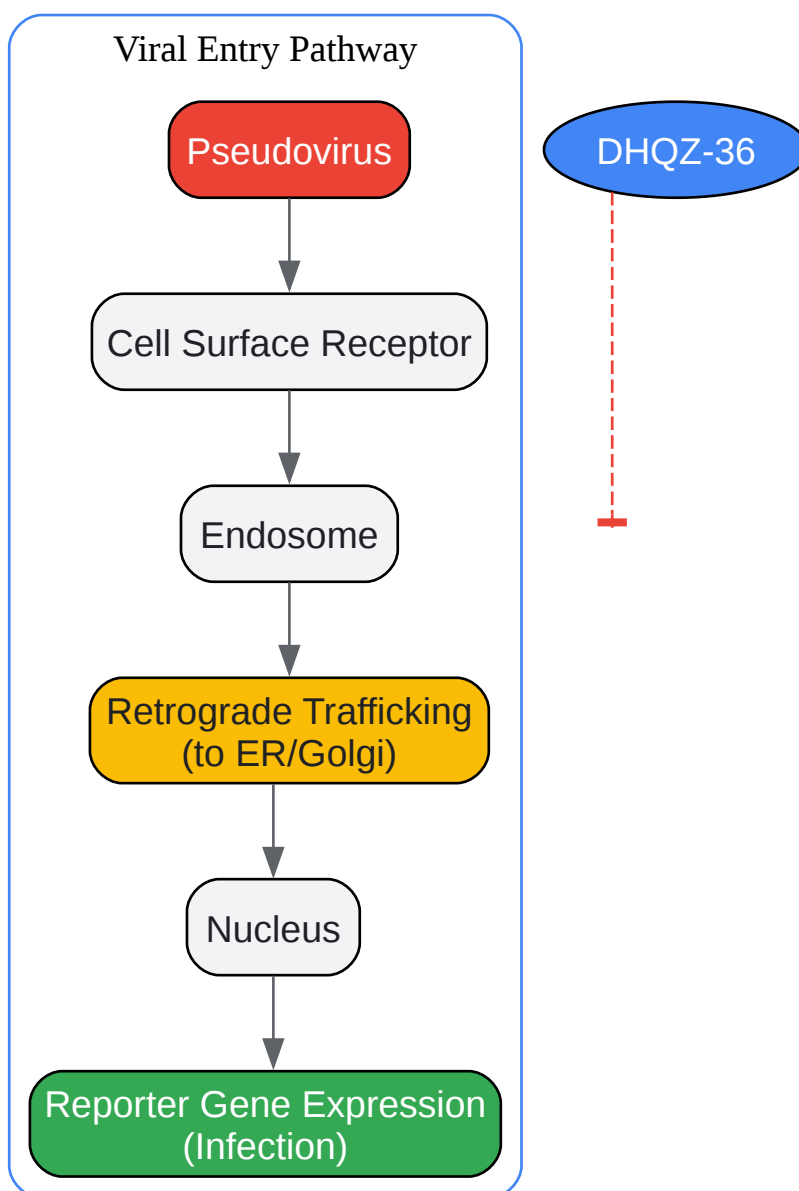 Viral Entry Pathway
Pseudovirus
DHQZ-36
Cell Surface Receptor
Endosome
Retrograde Trafficking
(to ER/Golgi)
Nucleus
Reporter Gene Expression
(Infection)